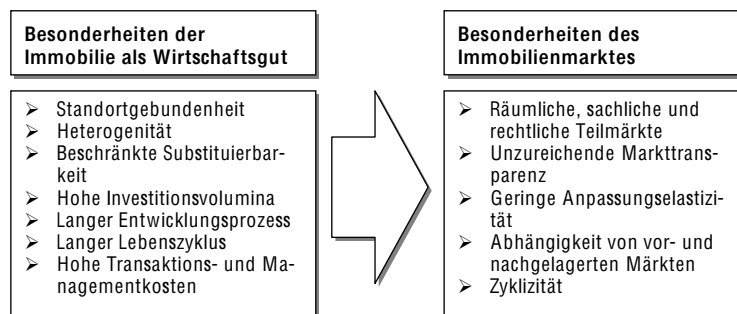 Besonderheiten der
Immobilie als Wirtschaftsgut
➢ Standortgebundenheit
➢ Heterogenität
➢ Beschränkte Substituierbar-
keit
➢ Hohe Investitionsvolumina
➢ Langer Entwicklungsprozess
➢ Langer Lebenszyklus
➢ Hohe Transaktions- und Ma-
nagementkosten
Besonderheiten des
Immobilienmarktes
➢ Räumliche, sachliche und
rechtliche Teilmärkte
➢ Unzureichende Markttrans-
parenz
➢ Geringe Anpassungselastizi-
tät
➢ Abhängigkeit von vor- und
nachgelagerten Märkten
➢ Zyklizität